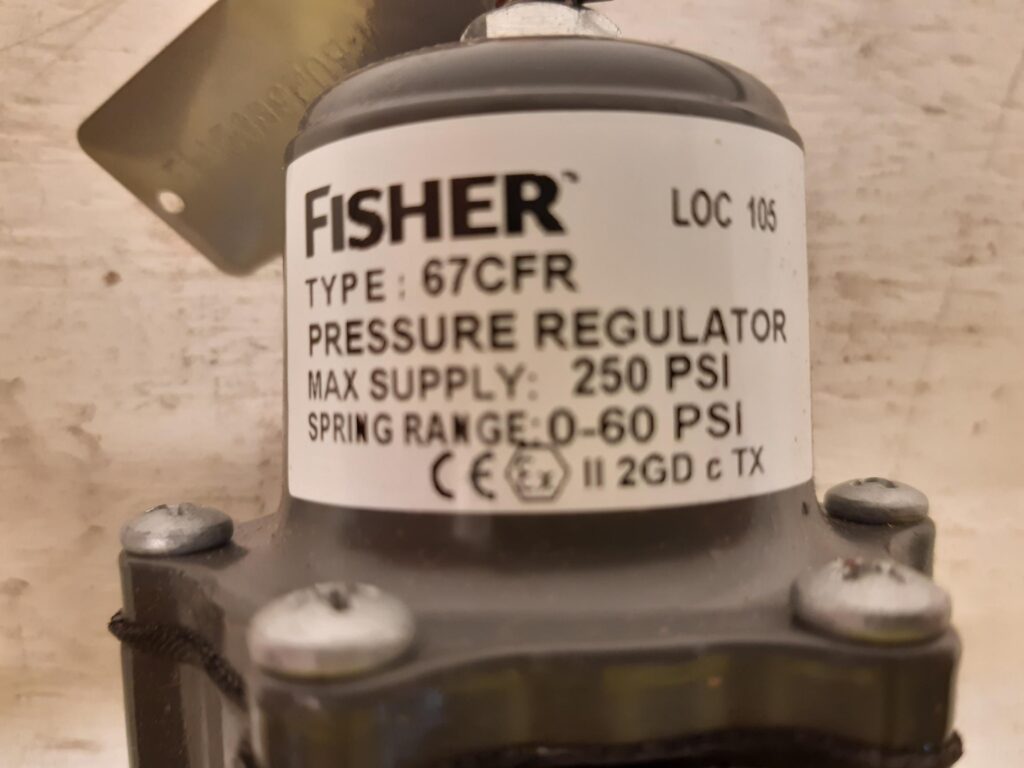 FISHER LOC 105
TYPE : 67CFR
PRESSURE REGULATOR
MAX SUPPLY: 250 PSI
SPRING RANGE: 0-60 PSI
CE Ex II 2GD c TX